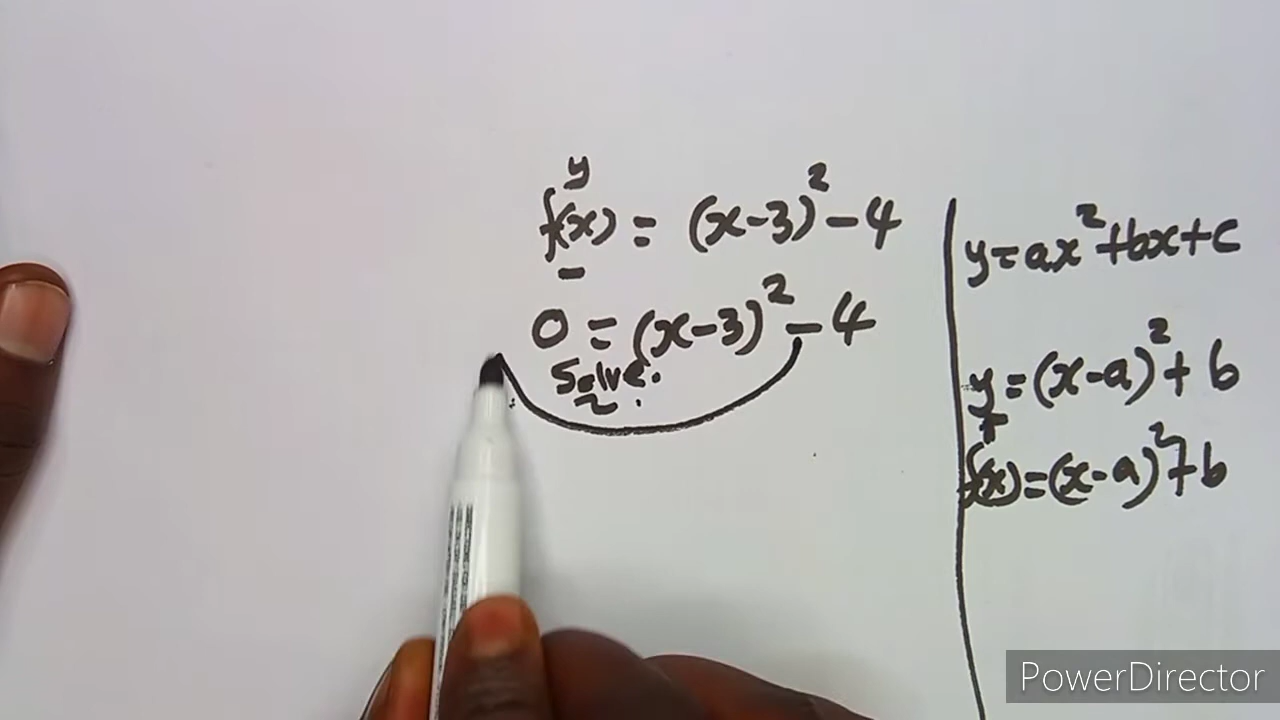 y
f(x) = (x-3)² - 4
0 = (x-3)² - 4
Solve.
y = ax² + bx + c
y = (x-a)² + b
f(x) = (x-a)² + b
PowerDirector